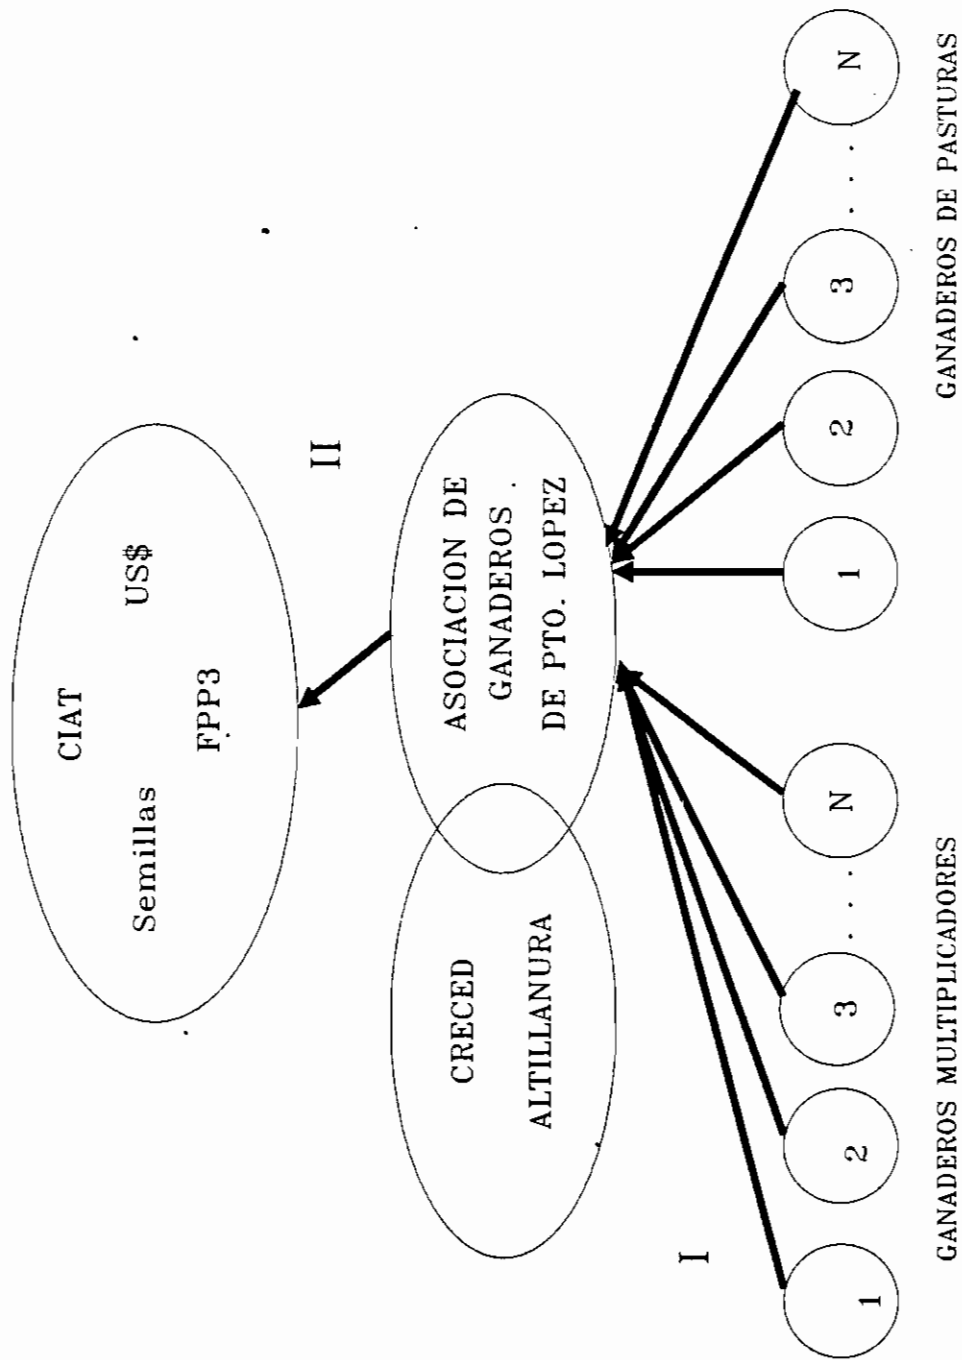 CIAT
Semillas US$
FPP3
II
CRECED
ALTILLANURA
ASOCIACION DE
GANADEROS
DE PTO. LOPEZ
I
1 2 3 .... N
1 2 3 .... N
GANADEROS MULTIPLICADORES
GANADEROS DE PASTURAS